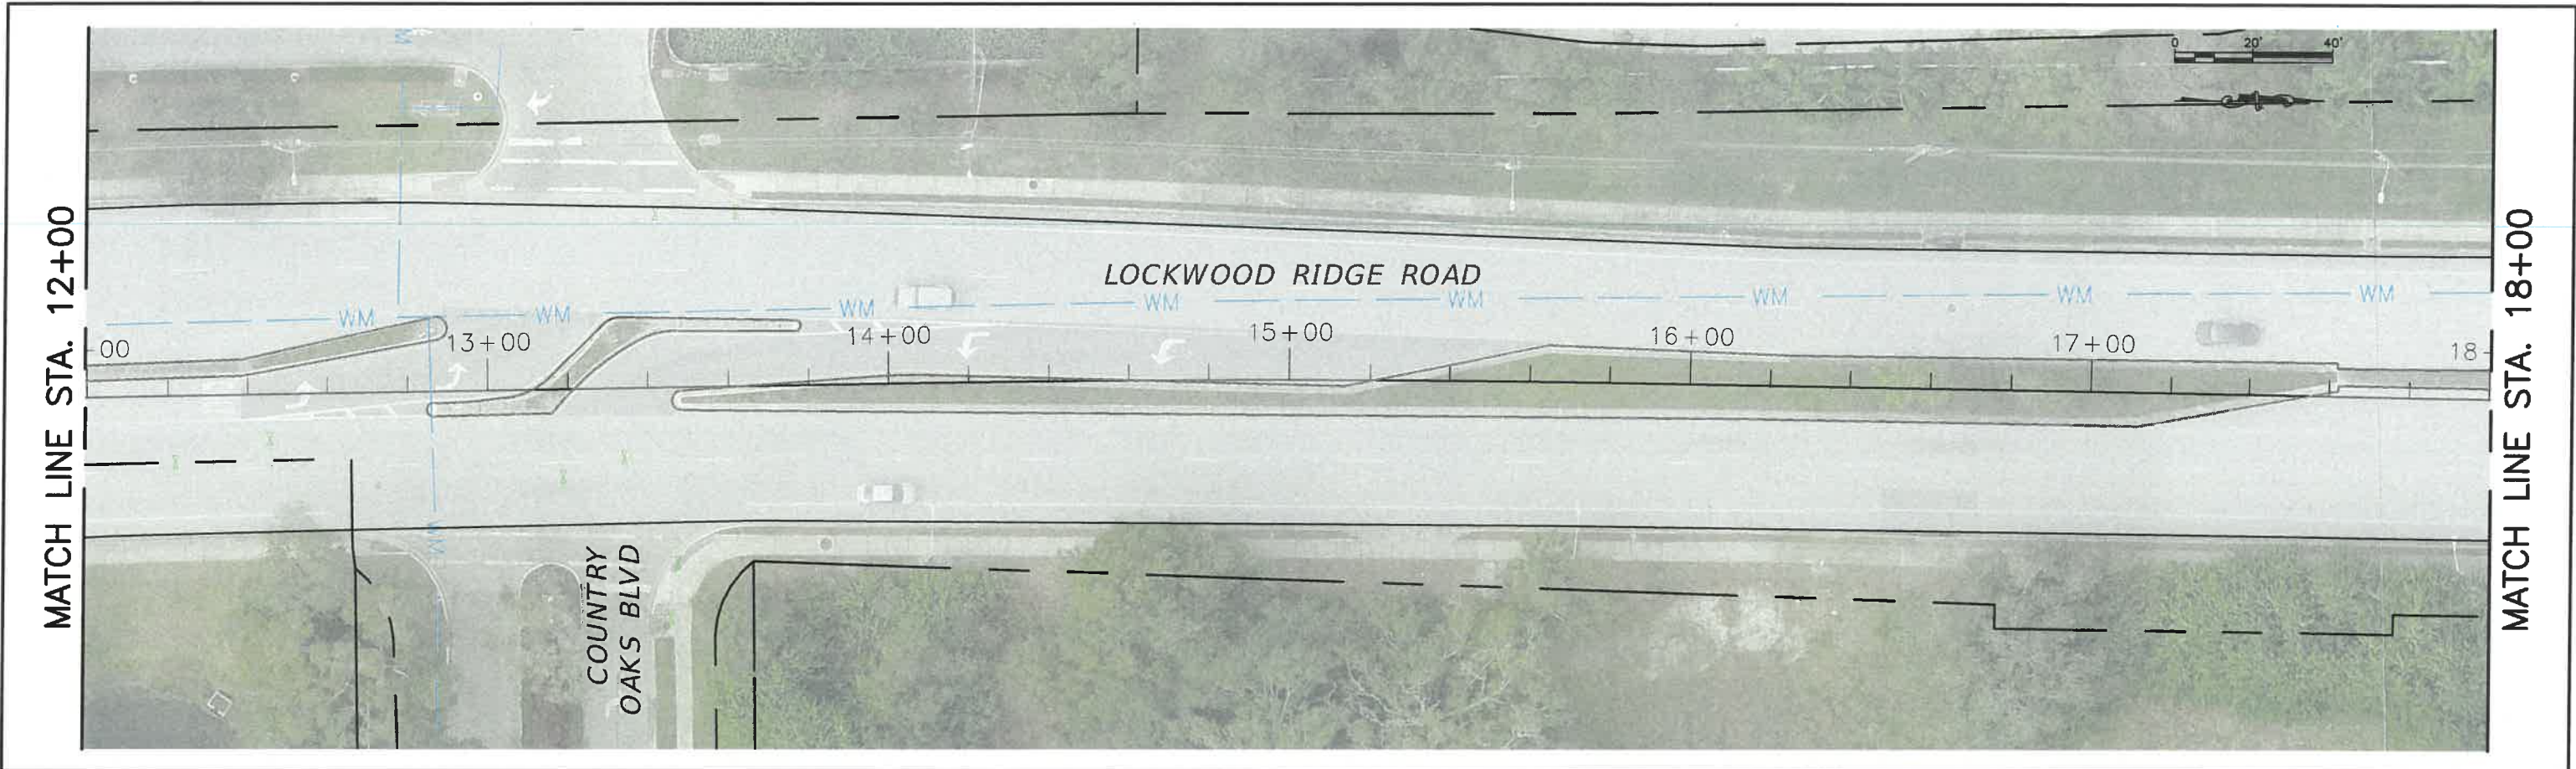 0 20' 40'
WM
LOCKWOOD RIDGE ROAD
WM WM WM WM WM WM WM WM
00 13+00 14+00 15+00 16+00 17+00 18
MATCH LINE STA. 12+00
MATCH LINE STA. 18+00
WM
COUNTRY
OAKS BLVD